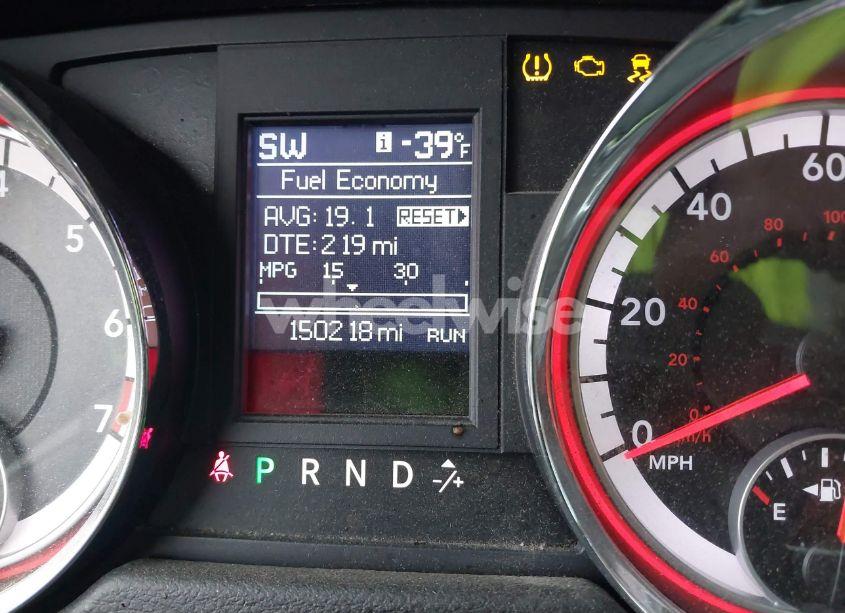 SW i -39°F
Fuel Economy
AVG: 19.1 RESET
DTE: 219 mi
MPG 15 30
wheelwise
150218 mi RUN
P R N D -/+
4
5
6
7
0
20
40
60
MPH
0
20
40
60
80
100
km/h
E